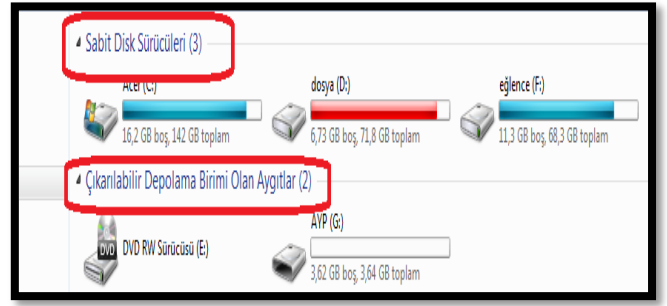 Sabit Disk Sürücüleri (3)
Acer (C:)
16,2 GB boş, 142 GB toplam
dosya (D:)
6,73 GB boş, 71,8 GB toplam
eğlence (F:)
11,3 GB boş, 68,3 GB toplam
Çıkarılabilir Depolama Birimi Olan Aygıtlar (2)
DVD
DVD RW Sürücüsü (E:)
AYP (G:)
3,62 GB boş, 3,64 GB toplam